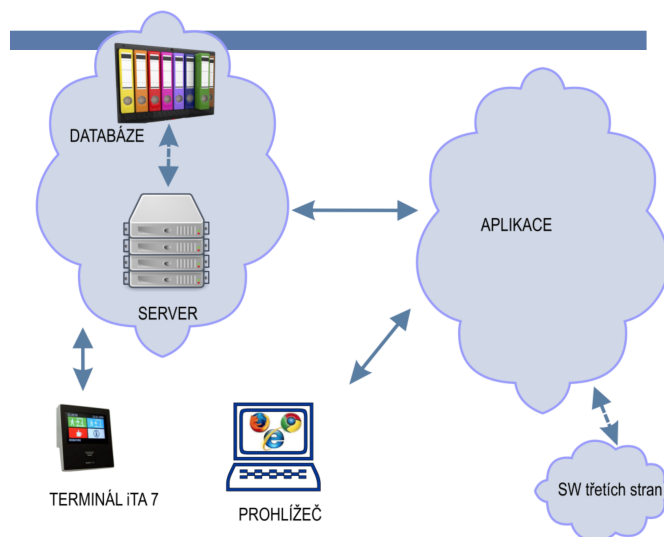 DATABÁZE
APLIKACE
SERVER
TERMINÁL iTA 7
PROHLÍŽEČ
SW třetích stran